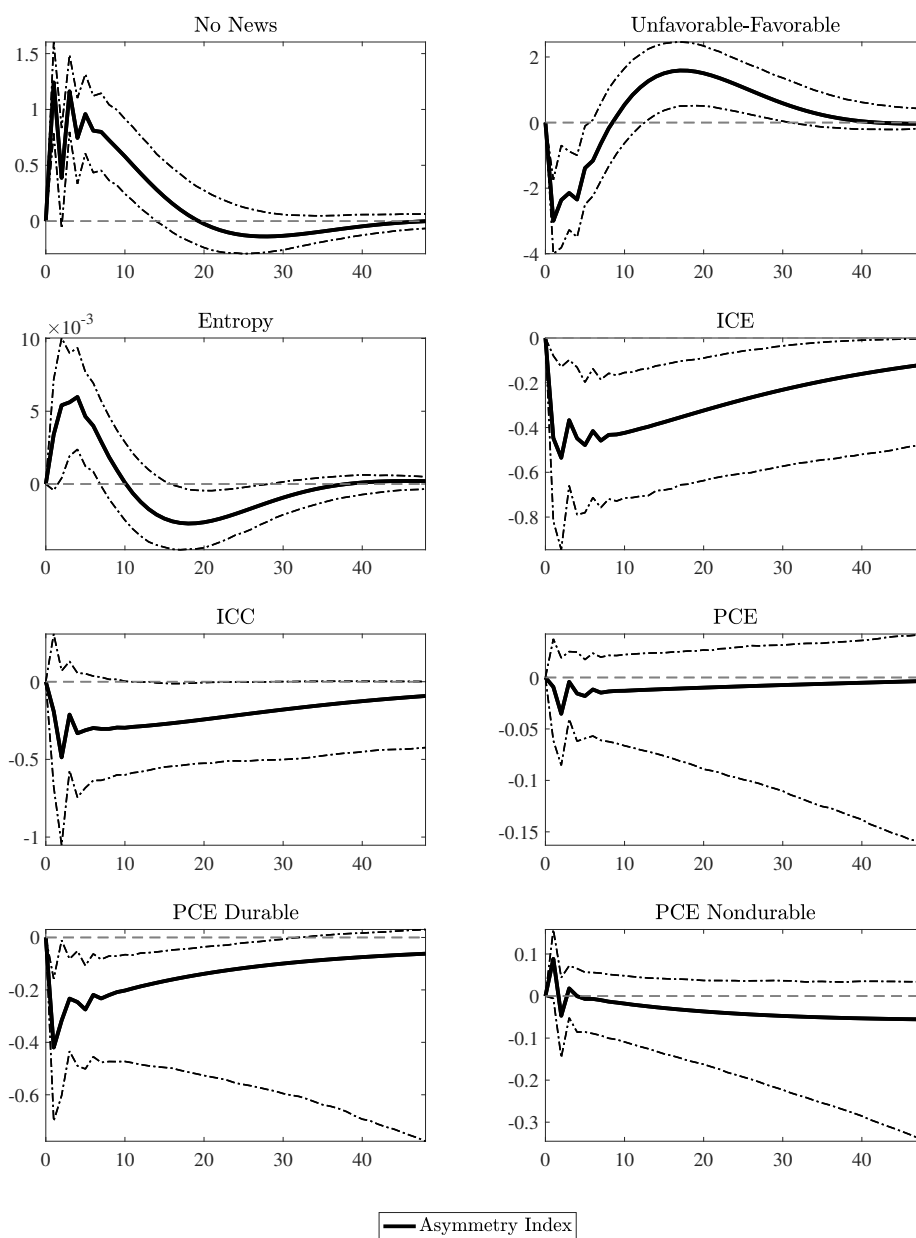 No News
1.5
1
0.5
0
0 10 20 30 40
Unfavorable-Favorable
2
0
-2
-4
0 10 20 30 40
Entropy
×10-3
10
5
0
0 10 20 30 40
ICE
0
-0.2
-0.4
-0.6
-0.8
0 10 20 30 40
ICC
0
-0.5
-1
0 10 20 30 40
PCE
0
-0.05
-0.1
-0.15
0 10 20 30 40
PCE Durable
0
-0.2
-0.4
-0.6
0 10 20 30 40
PCE Nondurable
0.1
0
-0.1
-0.2
-0.3
0 10 20 30 40
Asymmetry Index